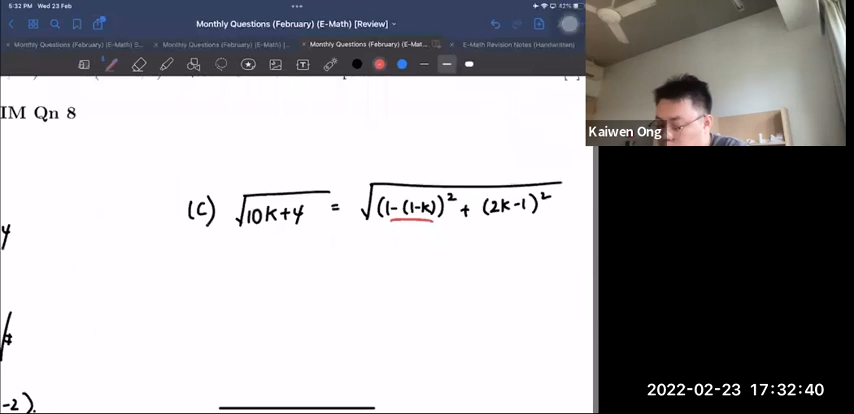 5:32 PM Wed 23 Feb
42%
Monthly Questions (February) (E-Math) [Review]
Monthly Questions (February) (E-Math) S...
Monthly Questions (February) (E-Math) [...
Monthly Questions (February) (E-Mat...
E-Math Revision Notes (Handwritten)
Kaiwen Ong
IM Qn 8
(C) √10k+4 = √(1-(1-k))² + (2k-1)²
y
-2).
2022-02-23 17:32:40